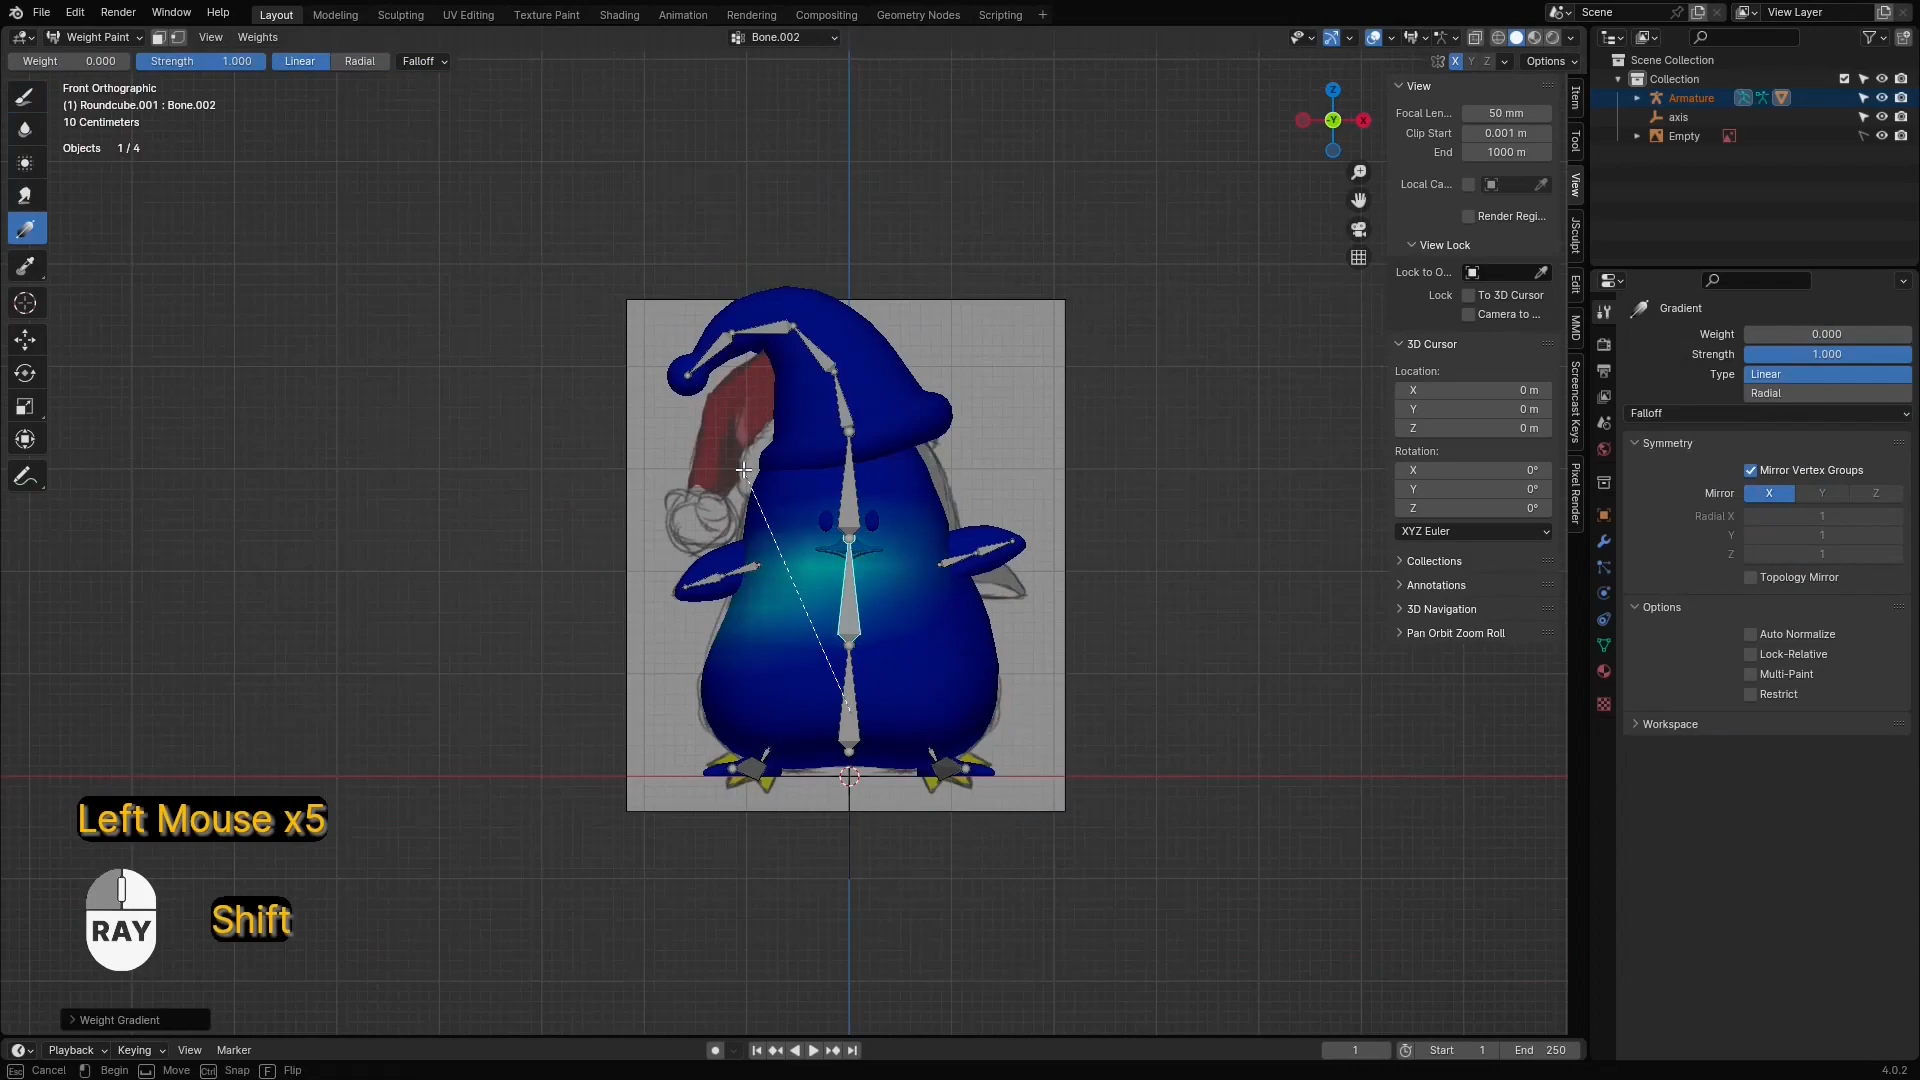 File Edit Render Window Help Layout Modeling Sculpting UV Editing Texture Paint Shading Animation Rendering Compositing Geometry Nodes Scripting Scene View Layer
Weight Paint View Weights Bone.002
Weight 0.000 Strength 1.000 Linear Radial Falloff X Y Z Options
Front Orthographic
(1) Roundcube.001 : Bone.002
10 Centimeters
Objects 1 / 4
Z
-Y
X
View
Focal Len... 50 mm
Clip Start 0.001 m
End 1000 m
Local Ca...
Render Regi...
View Lock
Lock to O...
Lock To 3D Cursor
Camera to ...
3D Cursor
Location:
X 0 m
Y 0 m
Z 0 m
Rotation:
X 0°
Y 0°
Z 0°
XYZ Euler
Collections
Annotations
3D Navigation
Pan Orbit Zoom Roll
Item
Tool
View
JSculpt
Edit
MMD
Screencast Keys
Pixel Render
Scene Collection
Collection
Armature
axis
Empty
Gradient
Weight 0.000
Strength 1.000
Type Linear
Radial
Falloff
Symmetry
Mirror Vertex Groups
Mirror X Y Z
Radial X 1
Y 1
Z 1
Topology Mirror
Options
Auto Normalize
Lock-Relative
Multi-Paint
Restrict
Workspace
Left Mouse x5
RAY
Shift
Weight Gradient
Playback Keying View Marker 1 Start 1 End 250
Esc Cancel Begin Move Ctrl Snap F Flip 4.0.2